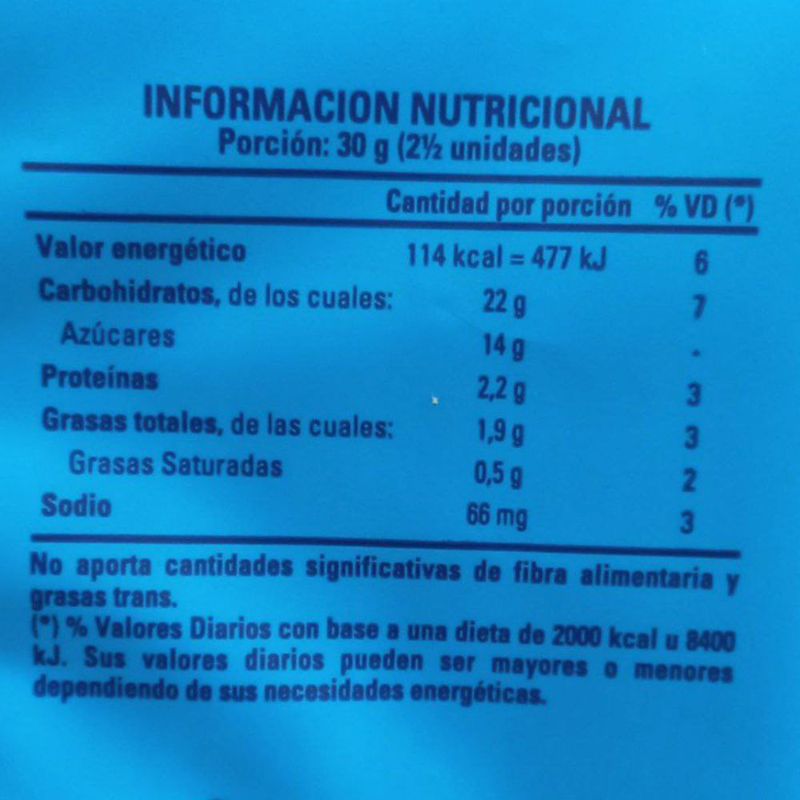 INFORMACION NUTRICIONAL
Porción: 30 g (2½ unidades)
Cantidad por porción % VD (*)
Valor energético 114 kcal = 477 kJ 6
Carbohidratos, de los cuales: 22 g 7
Azúcares 14 g -
Proteínas 2,2 g 3
Grasas totales, de las cuales: 1,9 g 3
Grasas Saturadas 0,5 g 2
Sodio 66 mg 3
No aporta cantidades significativas de fibra alimentaria y
grasas trans.
(*) % Valores Diarios con base a una dieta de 2000 kcal u 8400
kJ. Sus valores diarios pueden ser mayores o menores
dependiendo de sus necesidades energéticas.